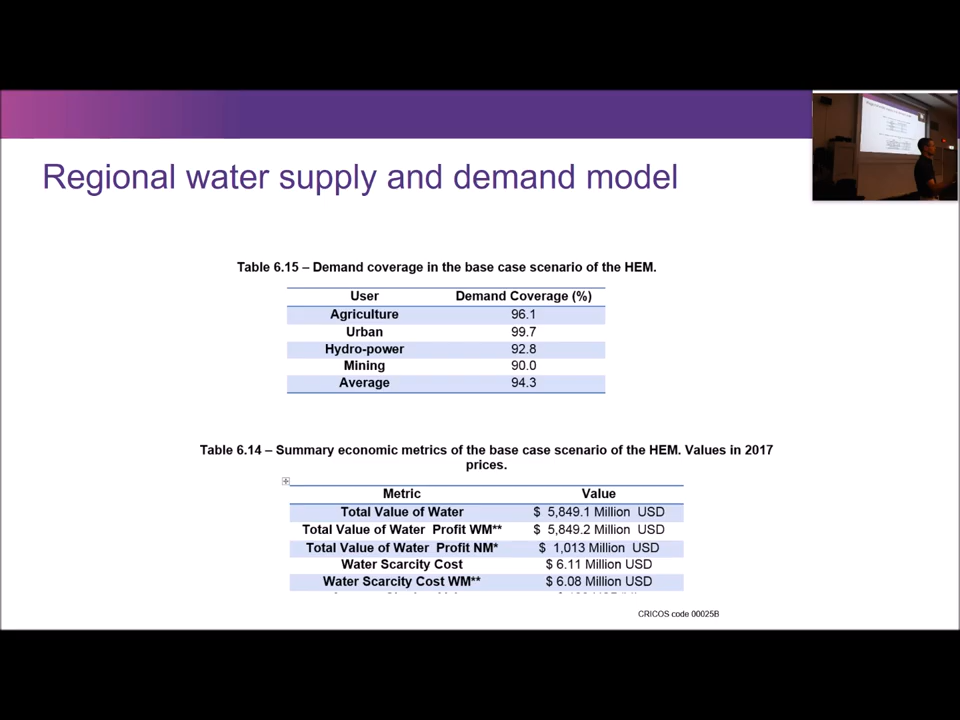 Regional water supply and demand model
Table 6.15 – Demand coverage in the base case scenario of the HEM.
User Demand Coverage (%)
Agriculture 96.1
Urban 99.7
Hydro-power 92.8
Mining 90.0
Average 94.3
Table 6.14 – Summary economic metrics of the base case scenario of the HEM. Values in 2017
prices.
Metric Value
Total Value of Water $ 5,849.1 Million USD
Total Value of Water Profit WM** $ 5,849.2 Million USD
Total Value of Water Profit NM* $ 1,013 Million USD
Water Scarcity Cost $ 6.11 Million USD
Water Scarcity Cost WM** $ 6.08 Million USD
CRICOS code 00025B